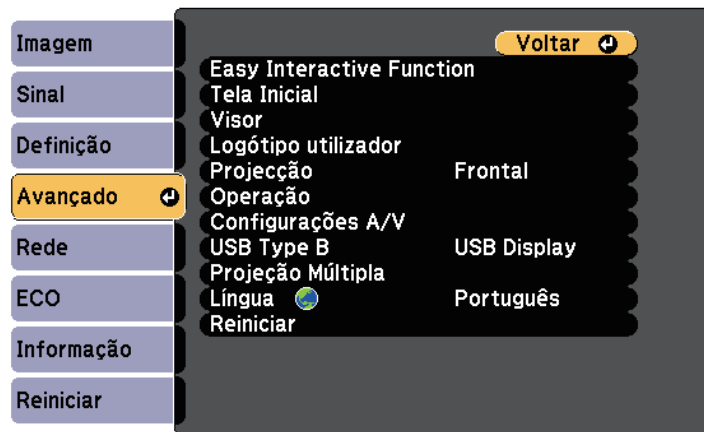 Imagem
Sinal
Definição
Avançado
Rede
ECO
Informação
Reiniciar
Voltar
Easy Interactive Function
Tela Inicial
Visor
Logótipo utilizador
Projecção Frontal
Operação
Configurações A/V
USB Type B USB Display
Projeção Múltipla
Língua Português
Reiniciar